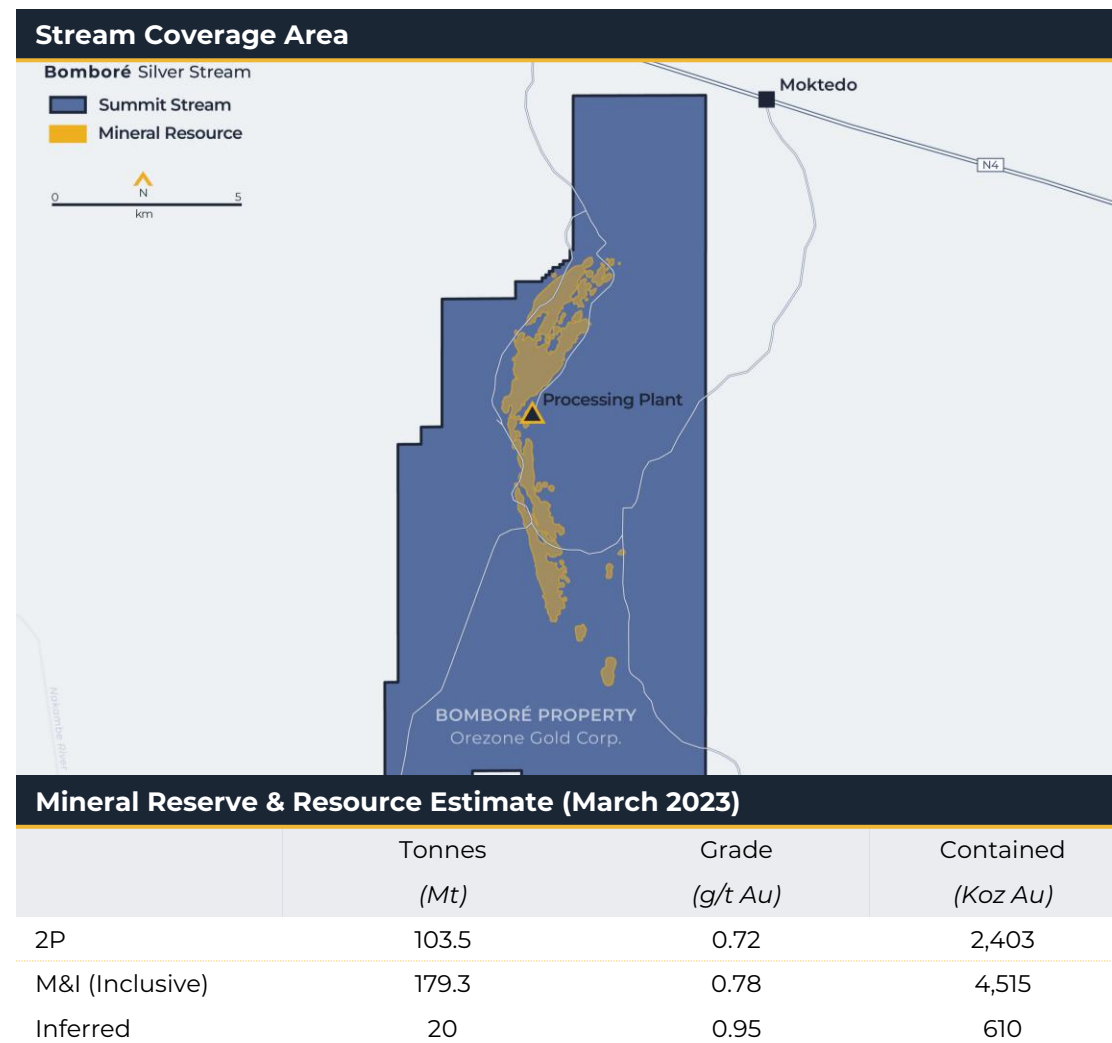 Stream Coverage Area
Bomboré Silver Stream
Summit Stream
Mineral Resource
N
0 5
km
Moktedo
N4
Processing Plant
BOMBORÉ PROPERTY
Orezone Gold Corp.
Nakambe River
Mineral Reserve & Resource Estimate (March 2023)
Tonnes Grade Contained
(Mt) (g/t Au) (Koz Au)
2P 103.5 0.72 2,403
M&I (Inclusive) 179.3 0.78 4,515
Inferred 20 0.95 610